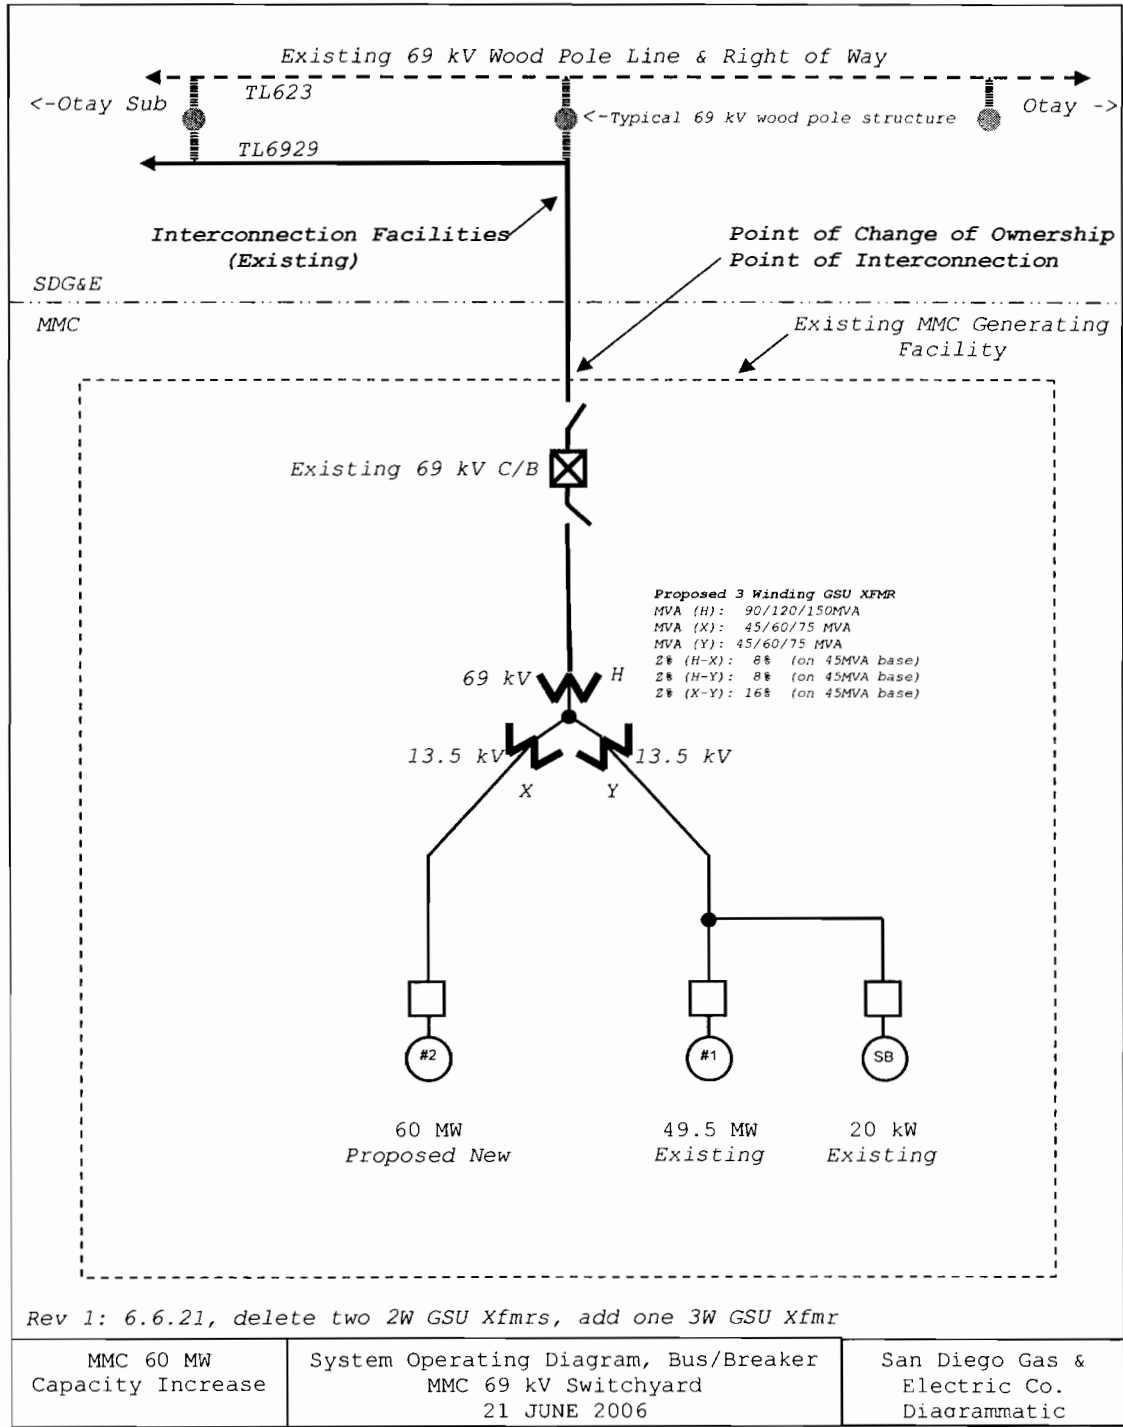 Existing 69 kV Wood Pole Line & Right of Way
<-Otay Sub
TL623
<-Typical 69 kV wood pole structure
Otay ->
TL6929
Interconnection Facilities
(Existing)
Point of Change of Ownership
Point of Interconnection
SDG&E
MMC
Existing MMC Generating
Facility
Existing 69 kV C/B
Proposed 3 Winding GSU XFMR
MVA (H): 90/120/150MVA
MVA (X): 45/60/75 MVA
MVA (Y): 45/60/75 MVA
Z% (H-X): 8% (on 45MVA base)
Z% (H-Y): 8% (on 45MVA base)
Z% (X-Y): 16% (on 45MVA base)
69 kV
H
13.5 kV
13.5 kV
X
Y
#2
#1
SB
60 MW
Proposed New
49.5 MW
Existing
20 kW
Existing
Rev 1: 6.6.21, delete two 2W GSU Xfmrs, add one 3W GSU Xfmr
MMC 60 MW
Capacity Increase
System Operating Diagram, Bus/Breaker
MMC 69 kV Switchyard
21 JUNE 2006
San Diego Gas &
Electric Co.
Diagrammatic